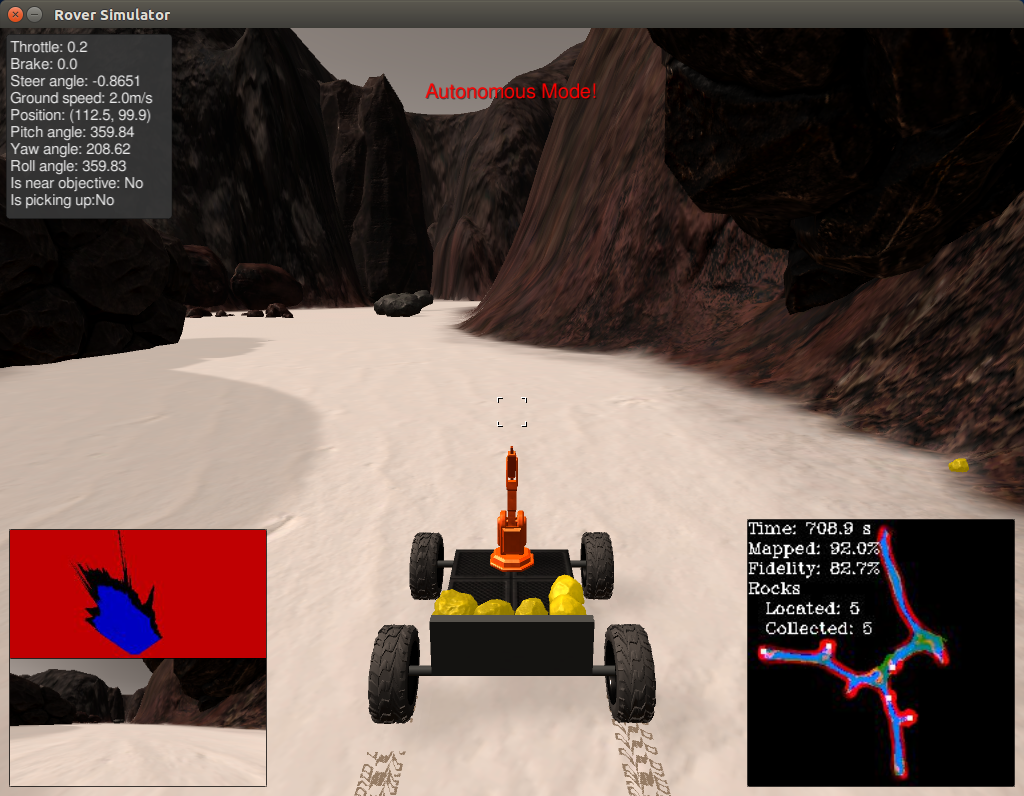 Rover Simulator
Throttle: 0.2
Brake: 0.0
Steer angle: -0.8651
Ground speed: 2.0m/s
Position: (112.5, 99.9)
Pitch angle: 359.84
Yaw angle: 208.62
Roll angle: 359.83
Is near objective: No
Is picking up:No
Autonomous Mode!
Time: 708.9 s
Mapped: 92.0%
Fidelity: 82.7%
Rocks
Located: 5
Collected: 5